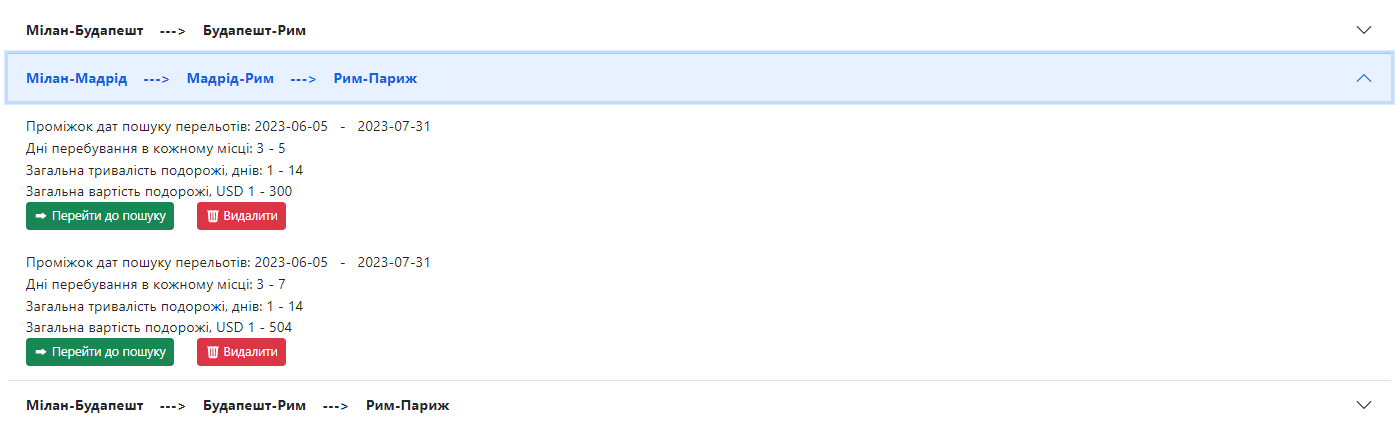 Мілан-Будапешт ---> Будапешт-Рим
Мілан-Мадрід ---> Мадрід-Рим ---> Рим-Париж
Проміжок дат пошуку перельотів: 2023-06-05 - 2023-07-31
Дні перебування в кожному місці: 3 - 5
Загальна тривалість подорожі, днів: 1 - 14
Загальна вартість подорожі, USD 1 - 300
Перейти до пошуку Видалити
Проміжок дат пошуку перельотів: 2023-06-05 - 2023-07-31
Дні перебування в кожному місці: 3 - 7
Загальна тривалість подорожі, днів: 1 - 14
Загальна вартість подорожі, USD 1 - 504
Перейти до пошуку Видалити
Мілан-Будапешт ---> Будапешт-Рим ---> Рим-Париж